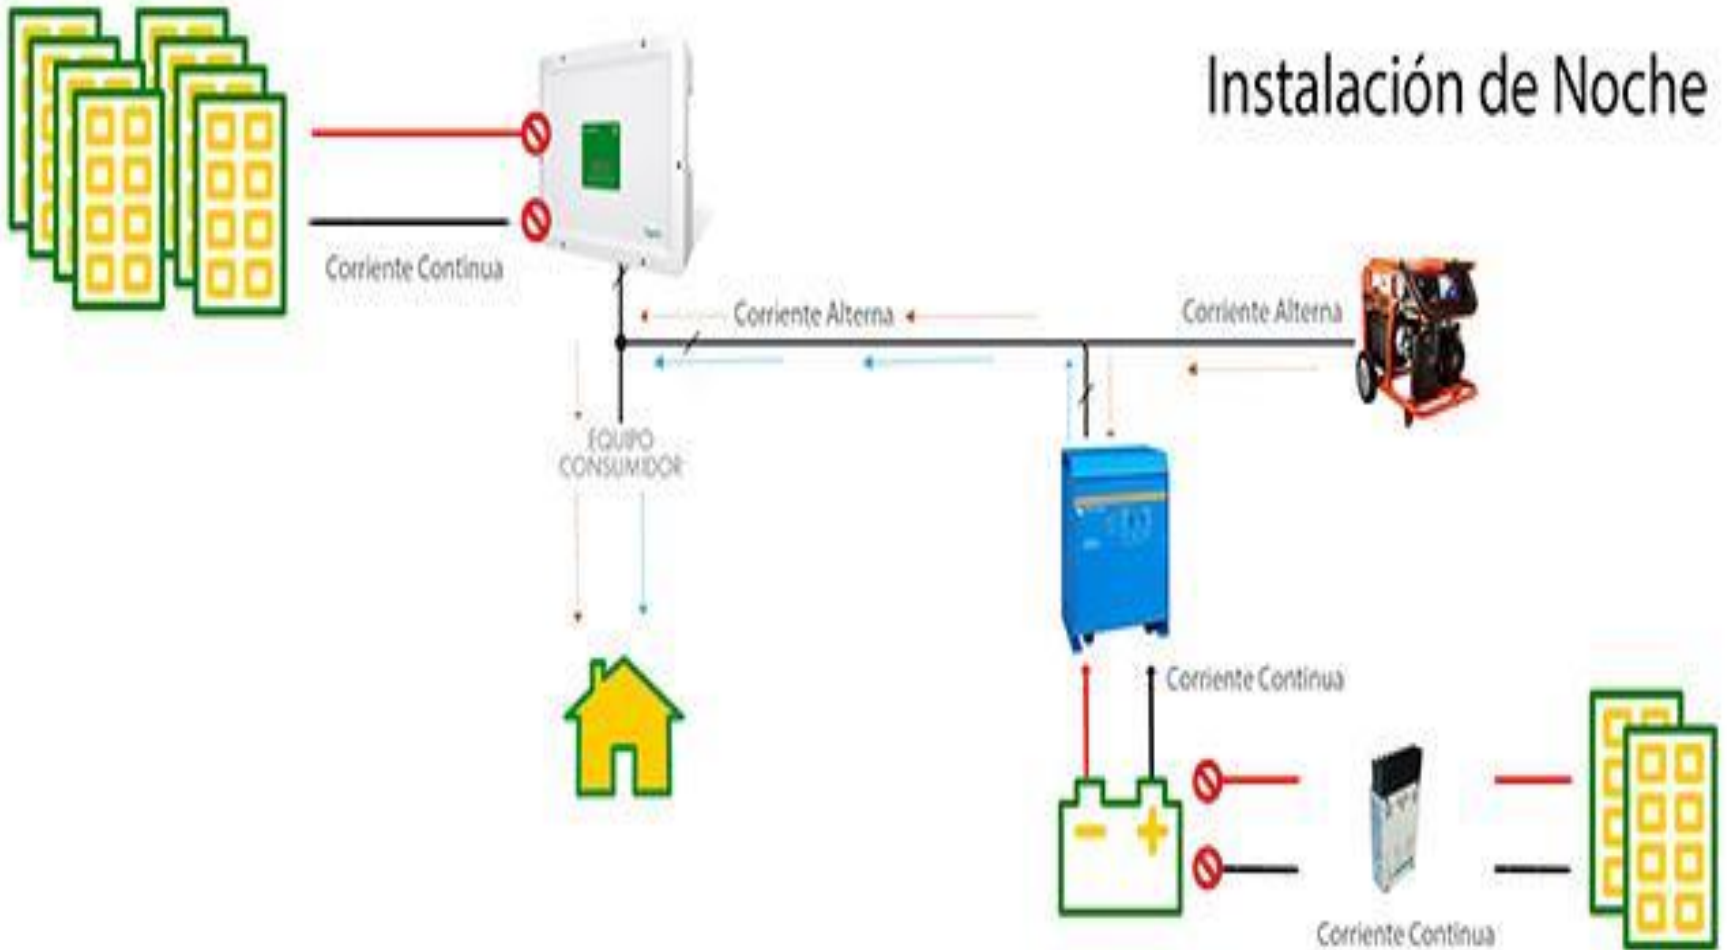 Instalación de Noche
Corriente Continua
Corriente Alterna
Corriente Alterna
EQUIPO
CONSUMIDOR
Corriente Continua
Corriente Continua